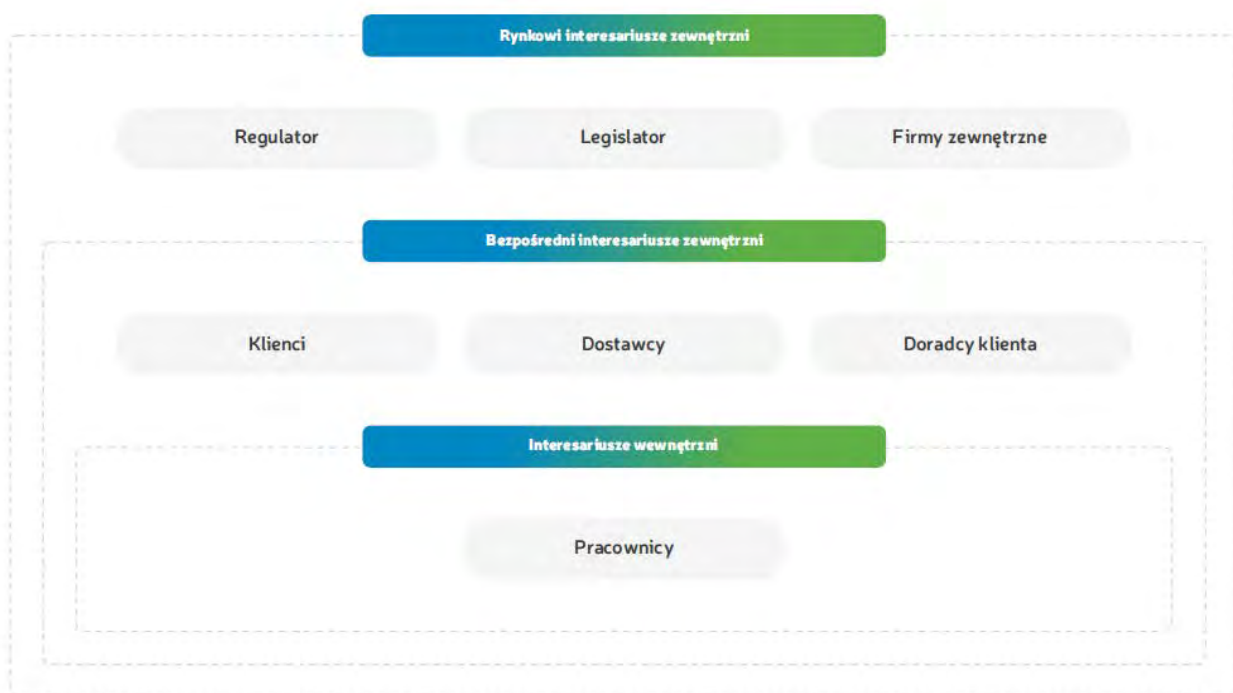 Rynkowi interesariusze zewnętrzni
Regulator
Legislator
Firmy zewnętrzne
Bezpośredni interesariusze zewnętrzni
Klienci
Dostawcy
Doradcy klienta
Interesariusze wewnętrzni
Pracownicy